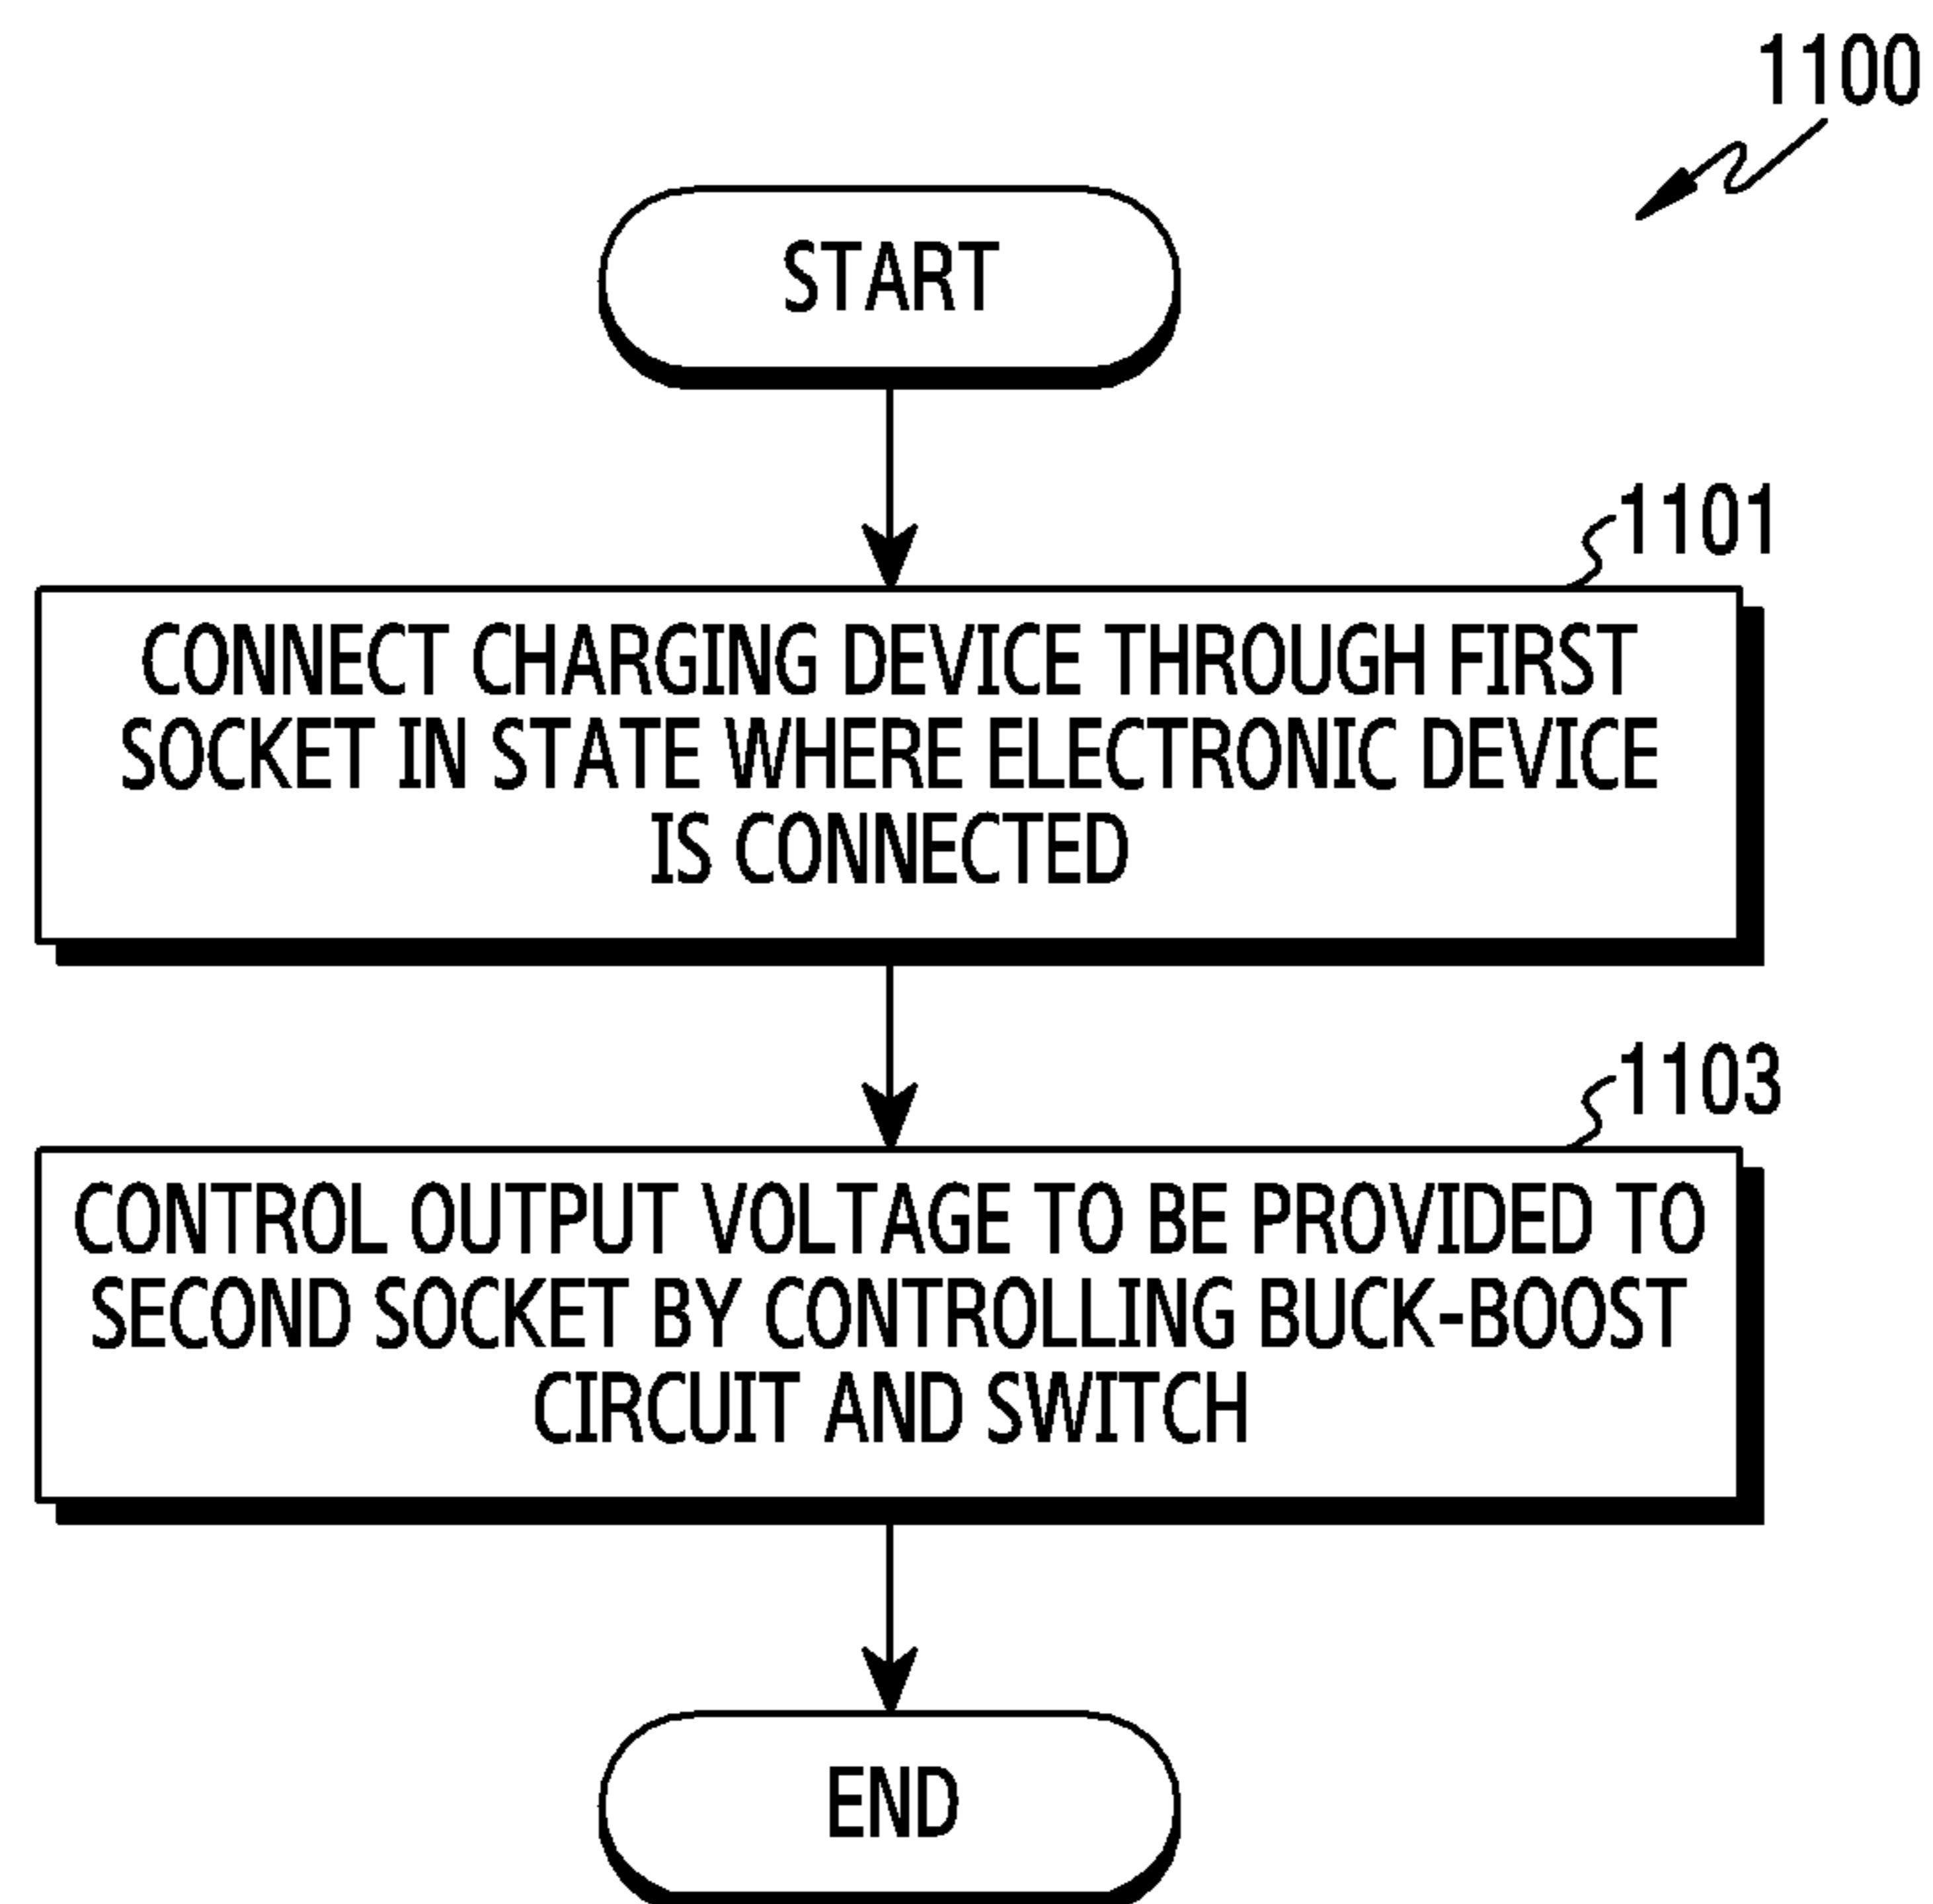 1100
START
1101
CONNECT CHARGING DEVICE THROUGH FIRST
SOCKET IN STATE WHERE ELECTRONIC DEVICE
IS CONNECTED
1103
CONTROL OUTPUT VOLTAGE TO BE PROVIDED TO
SECOND SOCKET BY CONTROLLING BUCK-BOOST
CIRCUIT AND SWITCH
END